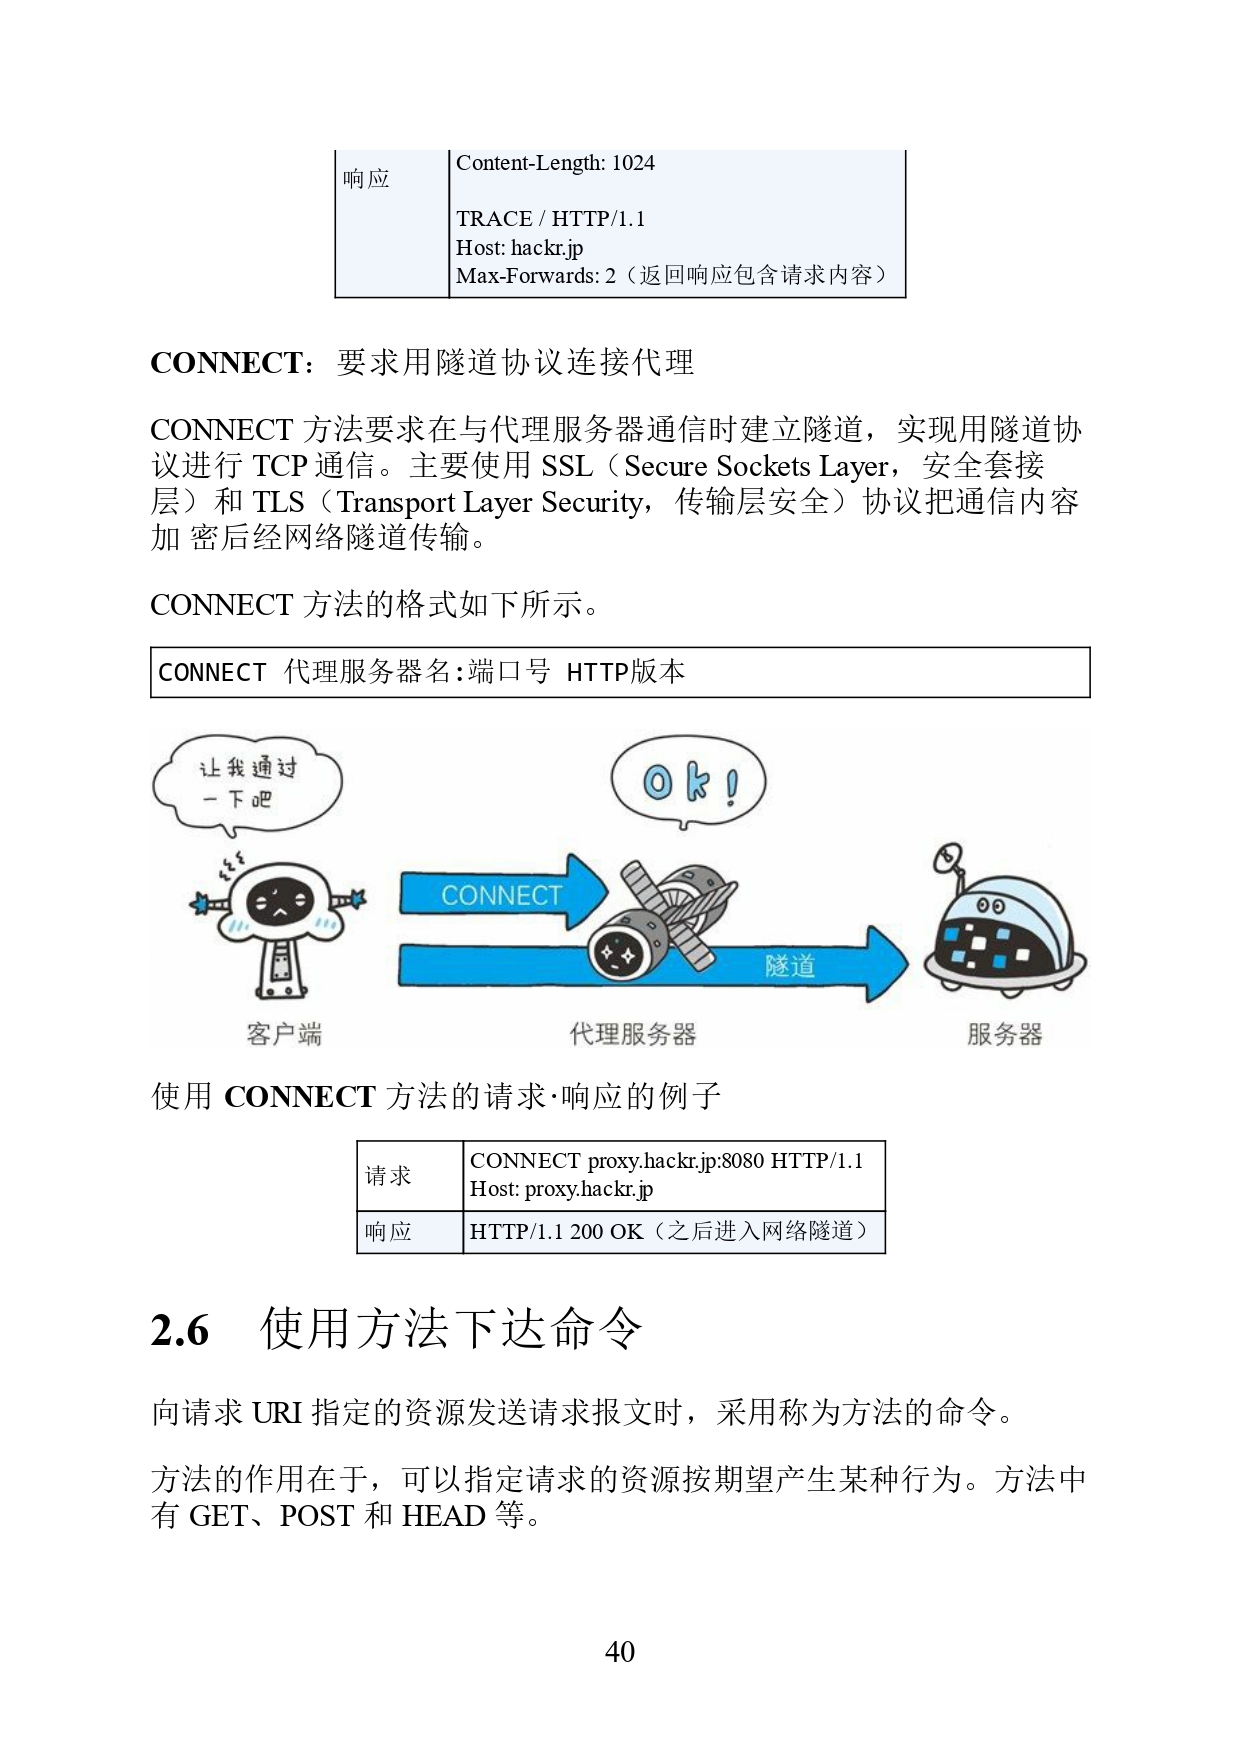 Content-Length: 1024
响应
TRACE / HTTP/1.1
Host: hackr.jp
Max-Forwards: 2（返回响应包含请求内容）
CONNECT：要求用隧道协议连接代理
CONNECT 方法要求在与代理服务器通信时建立隧道，实现用隧道协
议进行 TCP 通信。主要使用 SSL（Secure Sockets Layer，安全套接
层）和 TLS（Transport Layer Security，传输层安全）协议把通信内容
加 密后经网络隧道传输。
CONNECT 方法的格式如下所示。
CONNECT 代理服务器名:端口号 HTTP版本
让我通过
一下吧
Ok!
CONNECT
隧道
客户端 代理服务器 服务器
使用 CONNECT 方法的请求·响应的例子
请求
CONNECT proxy.hackr.jp:8080 HTTP/1.1
Host: proxy.hackr.jp
响应 HTTP/1.1 200 OK（之后进入网络隧道）
2.6 使用方法下达命令
向请求 URI 指定的资源发送请求报文时，采用称为方法的命令。
方法的作用在于，可以指定请求的资源按期望产生某种行为。方法中
有 GET、POST 和 HEAD 等。
40